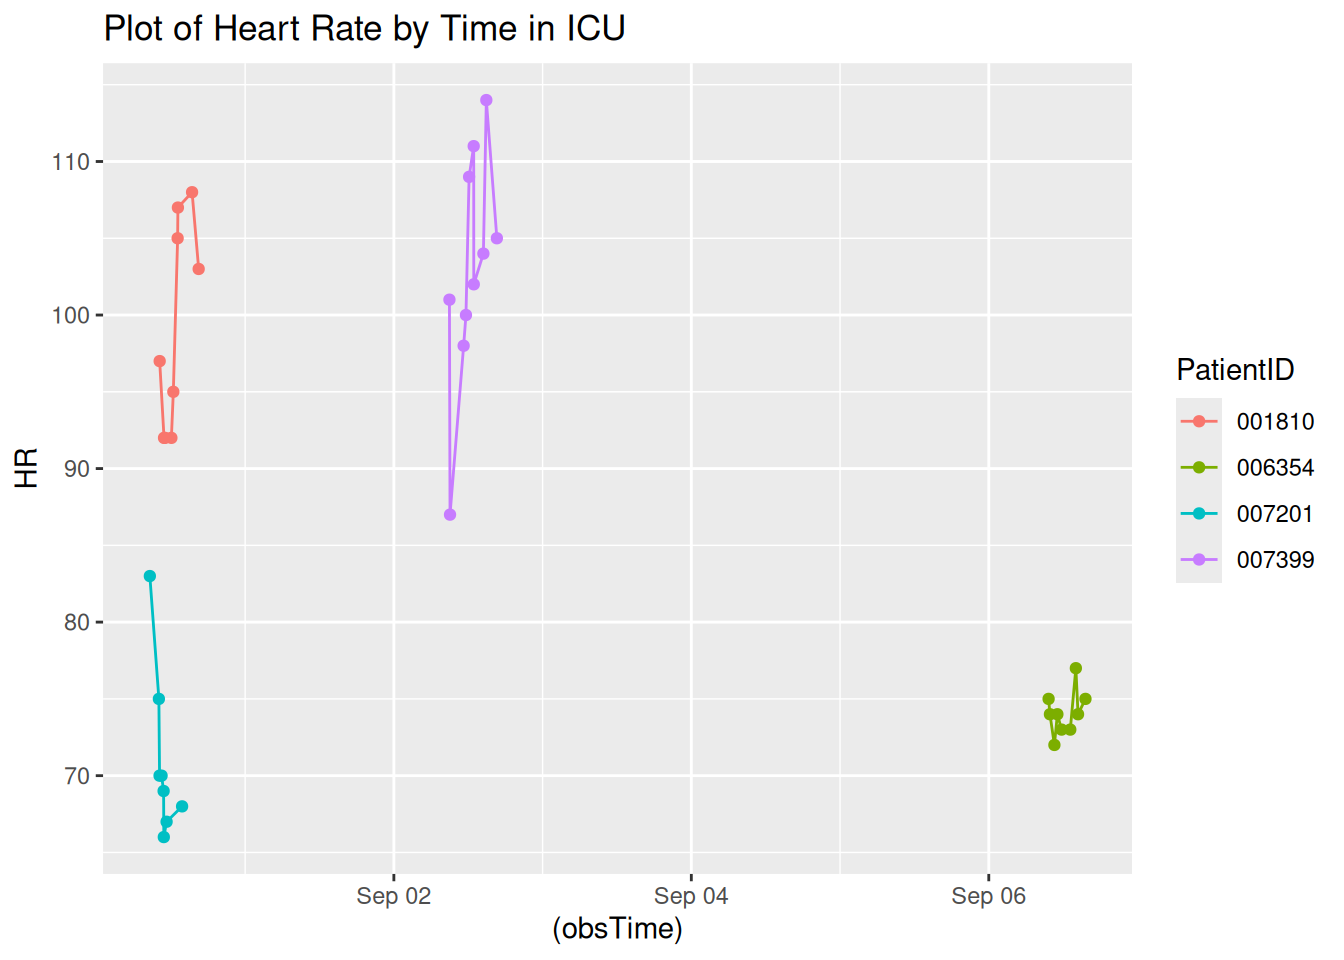 Plot of Heart Rate by Time in ICU
110
100
90
80
70
HR
Sep 02
Sep 04
Sep 06
(obsTime)
PatientID
001810
006354
007201
007399